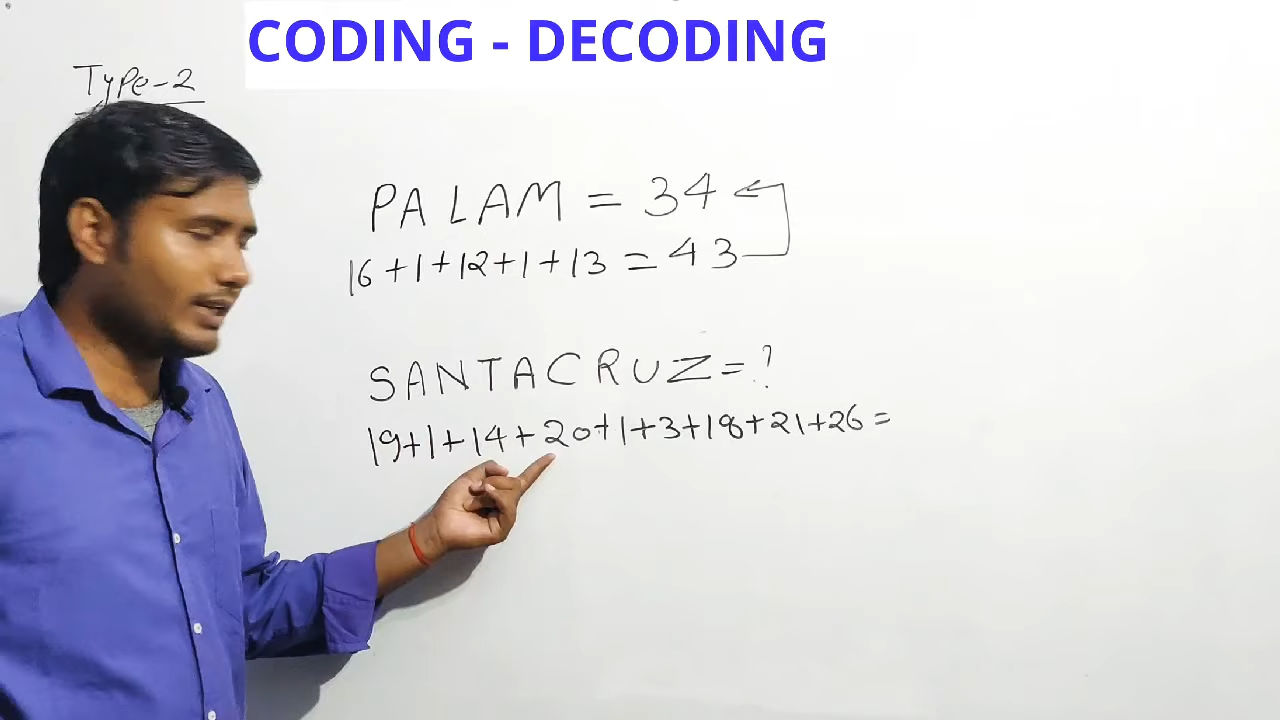 CODING - DECODING
Type-2
PALAM = 34
16+1+12+1+13 = 43
SANTACRUZ = ?
19+1+14+20+1+3+18+21+26=